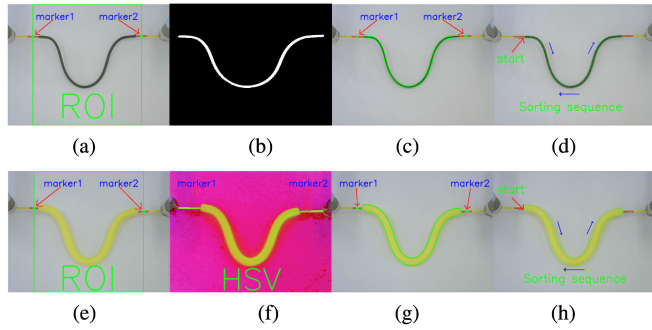 marker1 marker2
ROI
marker1 marker2
start
Sorting sequence
(a) (b) (c) (d)
marker1 marker2
ROI
marker1 marker2
HSV
marker1 marker2
start
Sorting sequence
(e) (f) (g) (h)